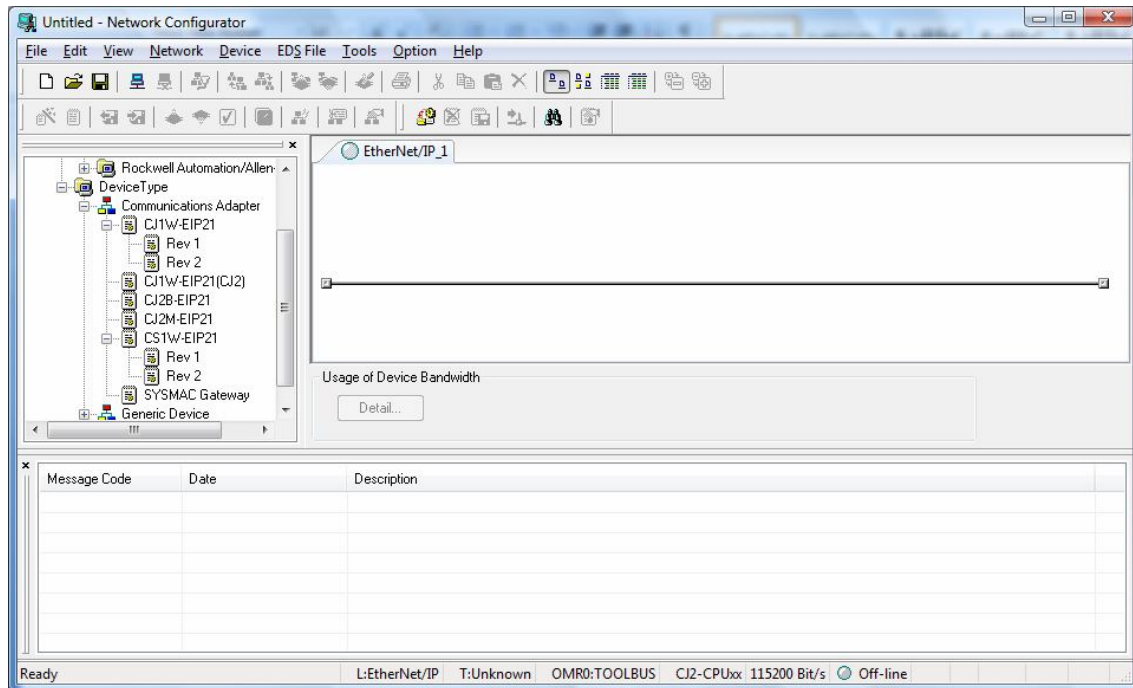 Untitled - Network Configurator
File Edit View Network Device EDS File Tools Option Help
EtherNet/IP_1
Rockwell Automation/Allen-
DeviceType
Communications Adapter
CJ1W-EIP21
Rev 1
Rev 2
CJ1W-EIP21(CJ2)
CJ2B-EIP21
CJ2M-EIP21
CS1W-EIP21
Rev 1
Rev 2
SYSMAC Gateway
Generic Device
Usage of Device Bandwidth
Detail...
Message Code Date Description
Ready L:EtherNet/IP T:Unknown OMR0:TOOLBUS CJ2-CPUxx 115200 Bit/s Off-line